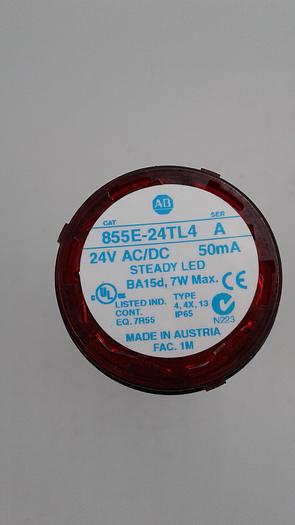 AB
CAT SER
855E-24TL4 A
24V AC/DC 50mA
STEADY LED
BA15d, 7W Max. CE
UL
LISTED IND. TYPE
CONT. 4, 4X, 13
EQ. 7R55 IP65
N223
MADE IN AUSTRIA
FAC. 1M